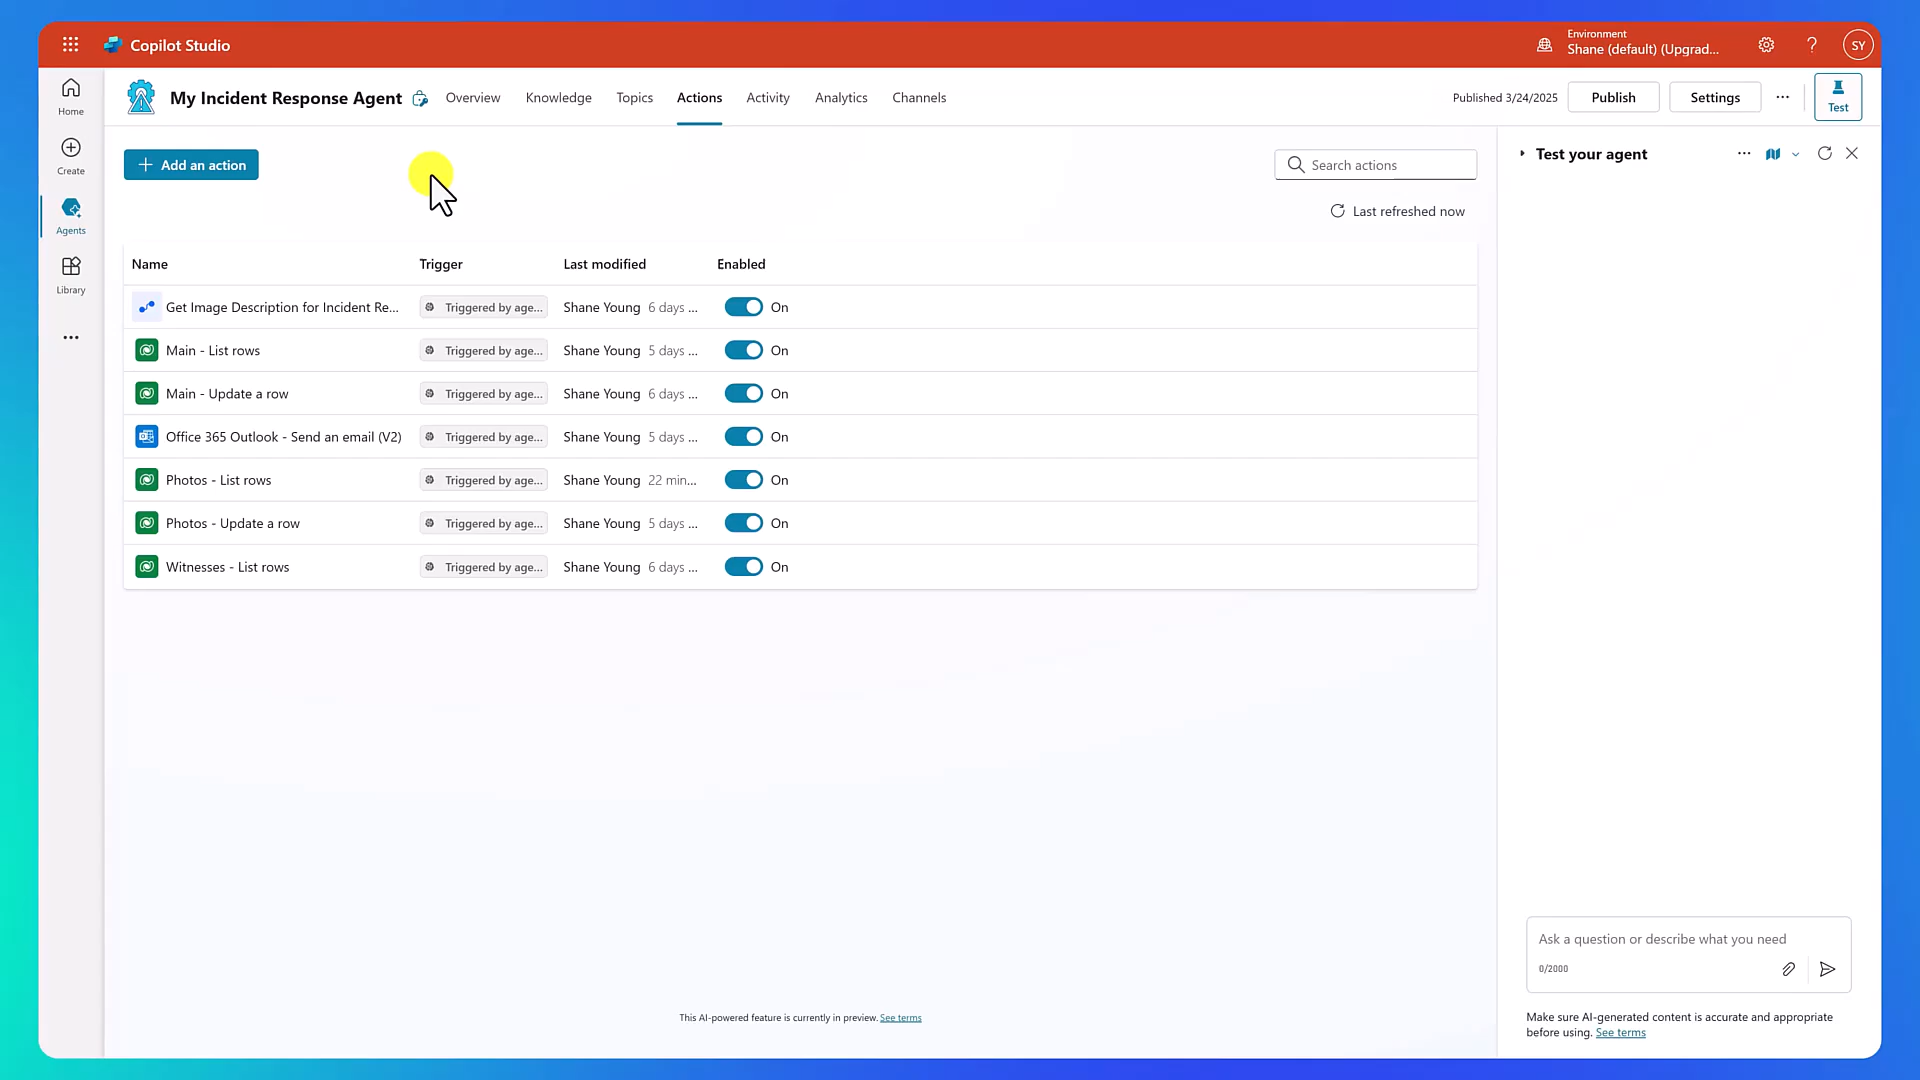 Copilot Studio
Environment
Shane (default) (Upgrad...
?
SY
Home
Create
Agents
Library
My Incident Response Agent
Overview
Knowledge
Topics
Actions
Activity
Analytics
Channels
Published 3/24/2025
Publish
Settings
Test
Add an action
Search actions
Last refreshed now
Name Trigger Last modified Enabled
Get Image Description for Incident Re... Triggered by age... Shane Young 6 days ... On
Main - List rows Triggered by age... Shane Young 5 days ... On
Main - Update a row Triggered by age... Shane Young 6 days ... On
Office 365 Outlook - Send an email (V2) Triggered by age... Shane Young 5 days ... On
Photos - List rows Triggered by age... Shane Young 22 min... On
Photos - Update a row Triggered by age... Shane Young 5 days ... On
Witnesses - List rows Triggered by age... Shane Young 6 days ... On
This AI-powered feature is currently in preview. See terms
Test your agent
Ask a question or describe what you need
0/2000
Make sure AI-generated content is accurate and appropriate
before using. See terms